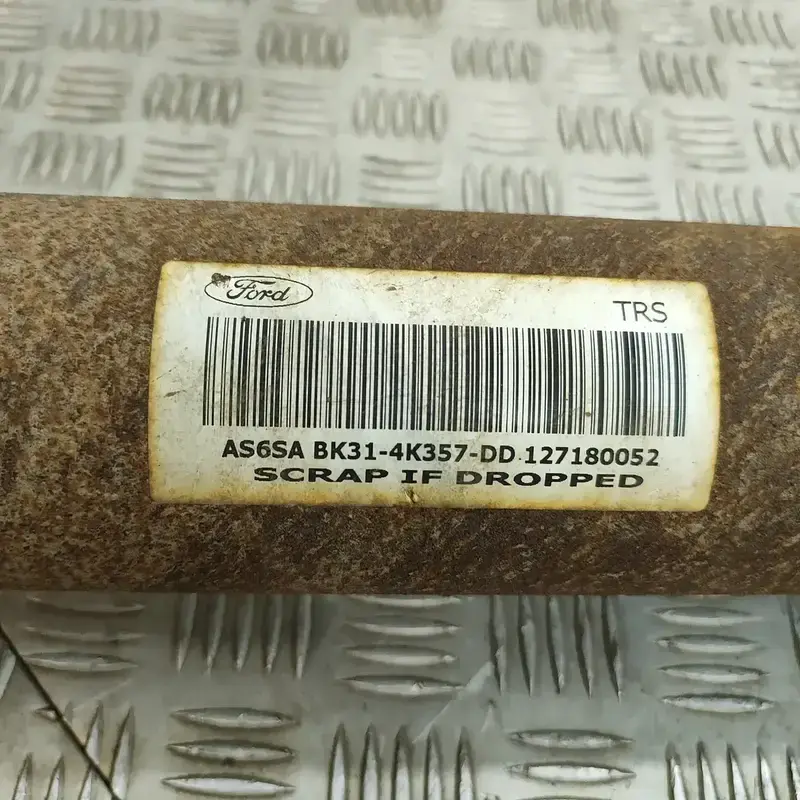 Ford
TRS
AS6SA BK31-4K357-DD 127180052
SCRAP IF DROPPED